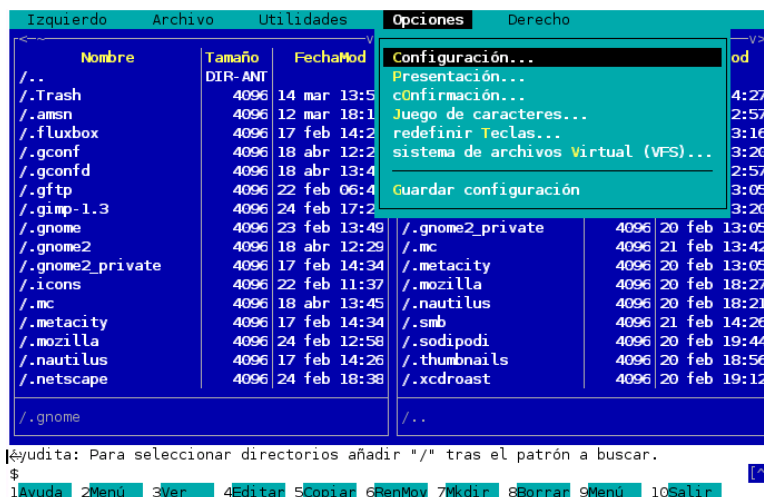 Izquierdo Archivo Utilidades Opciones Derecho
Nombre Tamaño FechaMod
/.. DIR-ANT
/.Trash 4096 14 mar 13:5
/.amsn 4096 12 mar 18:1
/.fluxbox 4096 17 feb 14:2
/.gconf 4096 18 abr 12:2
/.gconfd 4096 18 abr 13:4
/.gftp 4096 22 feb 06:4
/.gimp-1.3 4096 24 feb 17:2
/.gnome 4096 23 feb 13:49
/.gnome2 4096 18 abr 12:29
/.gnome2_private 4096 17 feb 14:34
/.icons 4096 22 feb 11:37
/.mc 4096 18 abr 13:45
/.metacity 4096 17 feb 14:34
/.mozilla 4096 24 feb 12:58
/.nautilus 4096 17 feb 14:26
/.netscape 4096 24 feb 18:38
/.gnome
Configuración...
Presentación...
cOnfirmación...
Juego de caracteres...
redefinir Teclas...
sistema de archivos Virtual (VFS)...
Guardar configuración
od
4:27
2:57
3:16
3:20
2:57
3:05
3:20
/.gnome2_private 4096 20 feb 13:05
/.mc 4096 21 feb 13:42
/.metacity 4096 20 feb 13:05
/.mozilla 4096 20 feb 18:27
/.nautilus 4096 20 feb 18:21
/.smb 4096 21 feb 14:26
/.sodipodi 4096 20 feb 19:44
/.thumbnails 4096 20 feb 18:56
/.xcdroast 4096 20 feb 19:12
/..
Ayudita: Para seleccionar directorios añadir "/" tras el patrón a buscar.
$ [^
1Ayuda 2Menú 3Ver 4Editar 5Copiar 6RenMov 7Mkdir 8Borrar 9Menú 10Salir